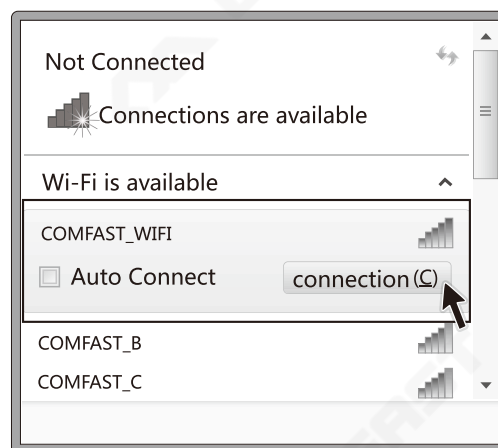 Not Connected
Connections are available
Wi-Fi is available
COMFAST_WIFI
Auto Connect
connection(C)
COMFAST_B
COMFAST_C